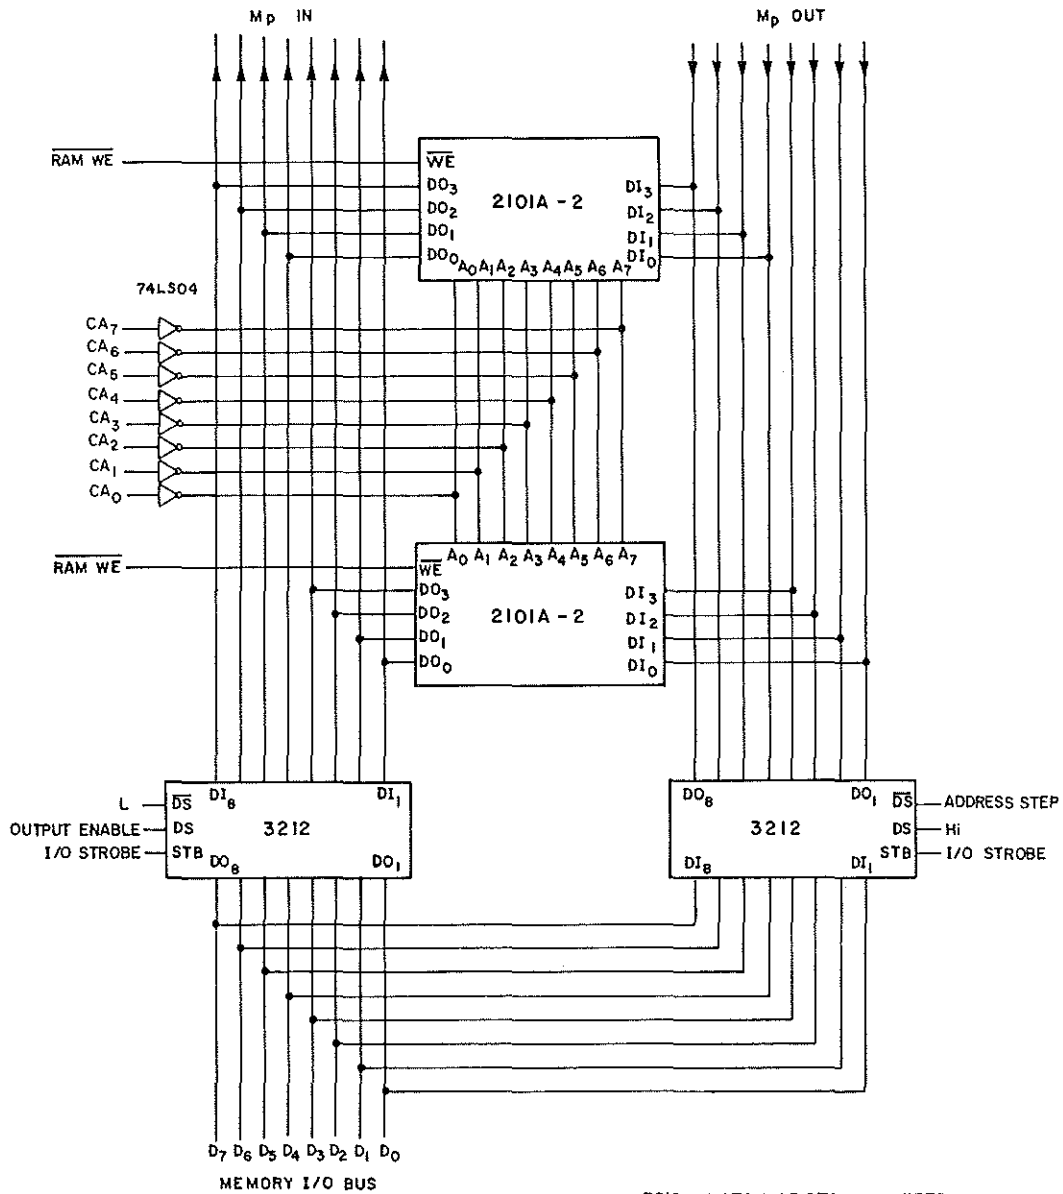 Mp IN
Mp OUT
RAM WE
WE
DO3
DO2
DO1
DO0
2101A-2
DI3
DI2
DI1
DI0
A0 A1 A2 A3 A4 A5 A6 A7
74LS04
CA7
CA6
CA5
CA4
CA3
CA2
CA1
CA0
RAM WE
A0 A1 A2 A3 A4 A5 A6 A7
WE
DO3
DO2
DO1
DO0
2101A-2
DI3
DI2
DI1
DI0
DI8 DI1
L DS
OUTPUT ENABLE DS
I/O STROBE STB
3212
DO8 DO1
DO8 DO1
DS ADDRESS STEP
DS Hi
STB I/O STROBE
3212
DI8 DI1
D7 D6 D5 D4 D3 D2 D1 D0
MEMORY I/O BUS